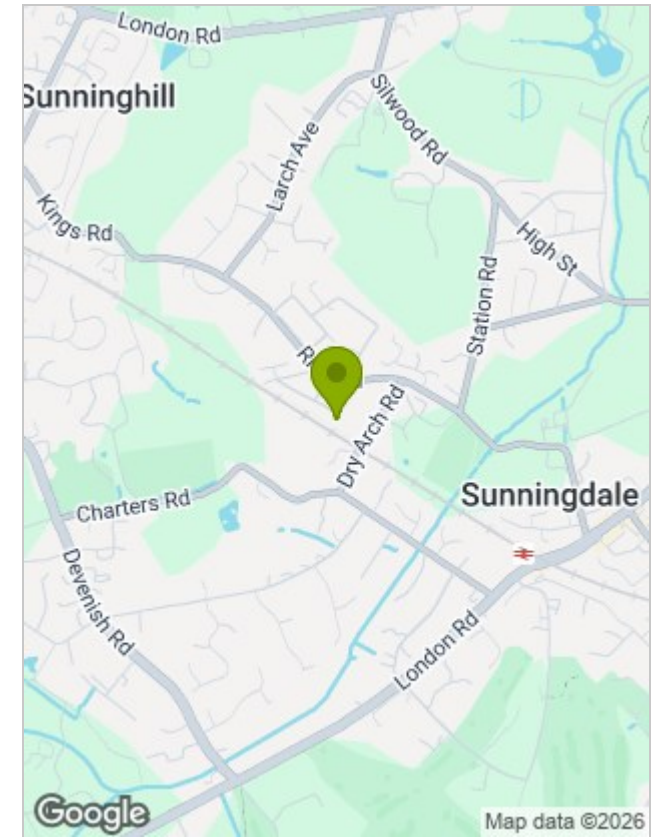 London Rd
Sunninghill
Silwood Rd
Larch Ave
Kings Rd
High St
Station Rd
Dry Arch Rd
Sunningdale
Charters Rd
Devenish Rd
London Rd
Google
Map data ©2026